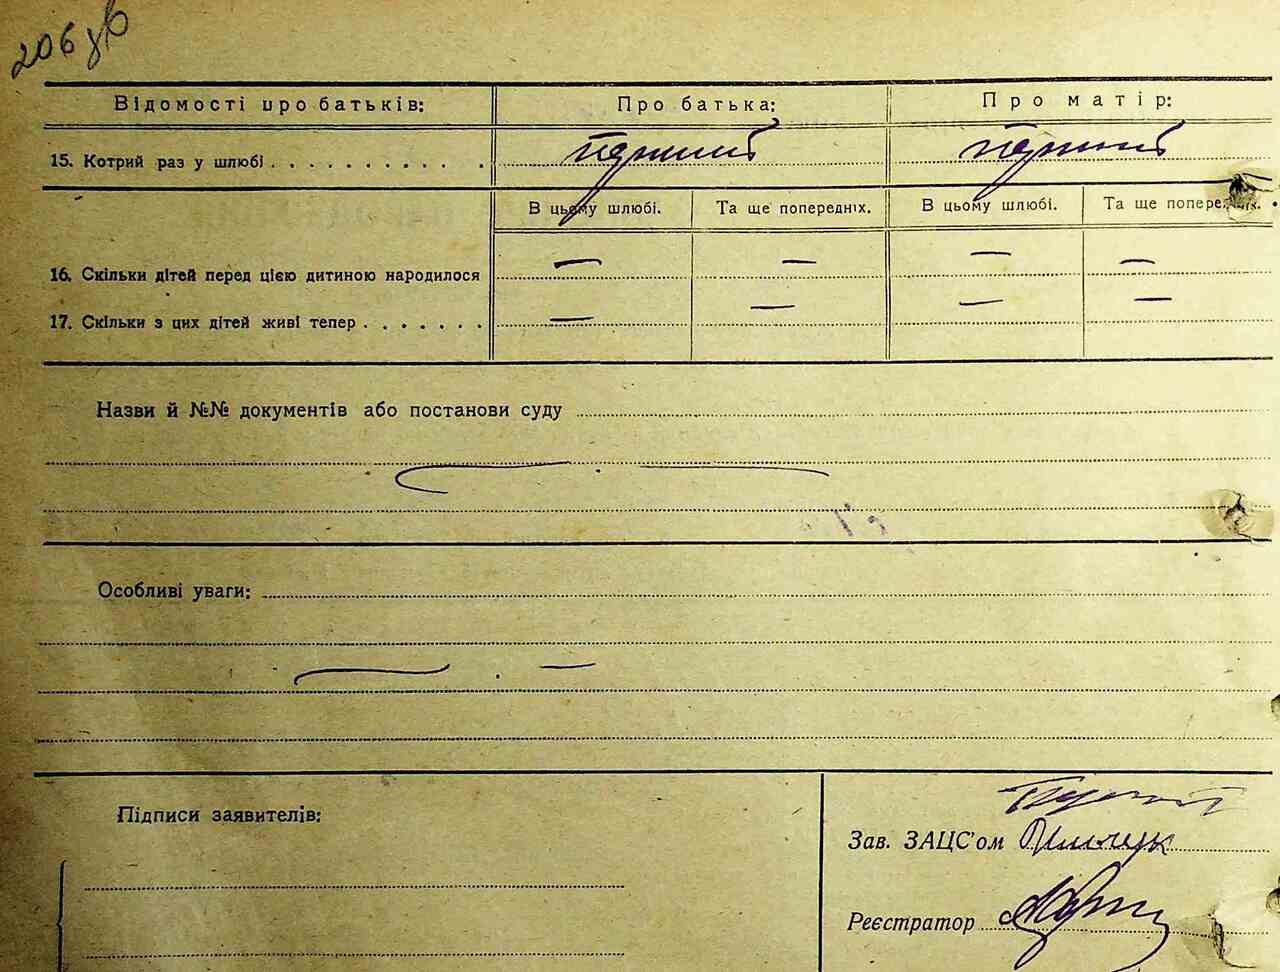 206 зв
Відомості про батьків: Про батька: Про матір:
15. Котрий раз у шлюбі . . . . . . . . . . перший перший
В цьому шлюбі. Та ще попередніх. В цьому шлюбі. Та ще
16. Скільки дітей перед цією дитиною народилося — — — —
17. Скільки з цих дітей живі тепер . . . . . . . — — — —
Назви й №№ документів або постанови суду
Особливі уваги:
Підписи заявителів:
Зав. ЗАЦС'ом
Реєстратор